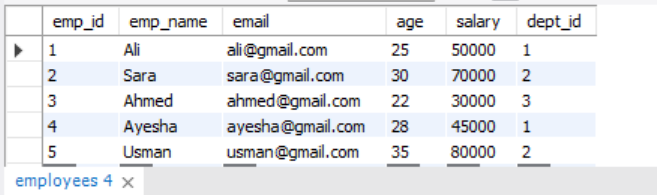 emp_id emp_name email age salary dept_id
1 Ali ali@gmail.com 25 50000 1
2 Sara sara@gmail.com 30 70000 2
3 Ahmed ahmed@gmail.com 22 30000 3
4 Ayesha ayesha@gmail.com 28 45000 1
5 Usman usman@gmail.com 35 80000 2
employees 4